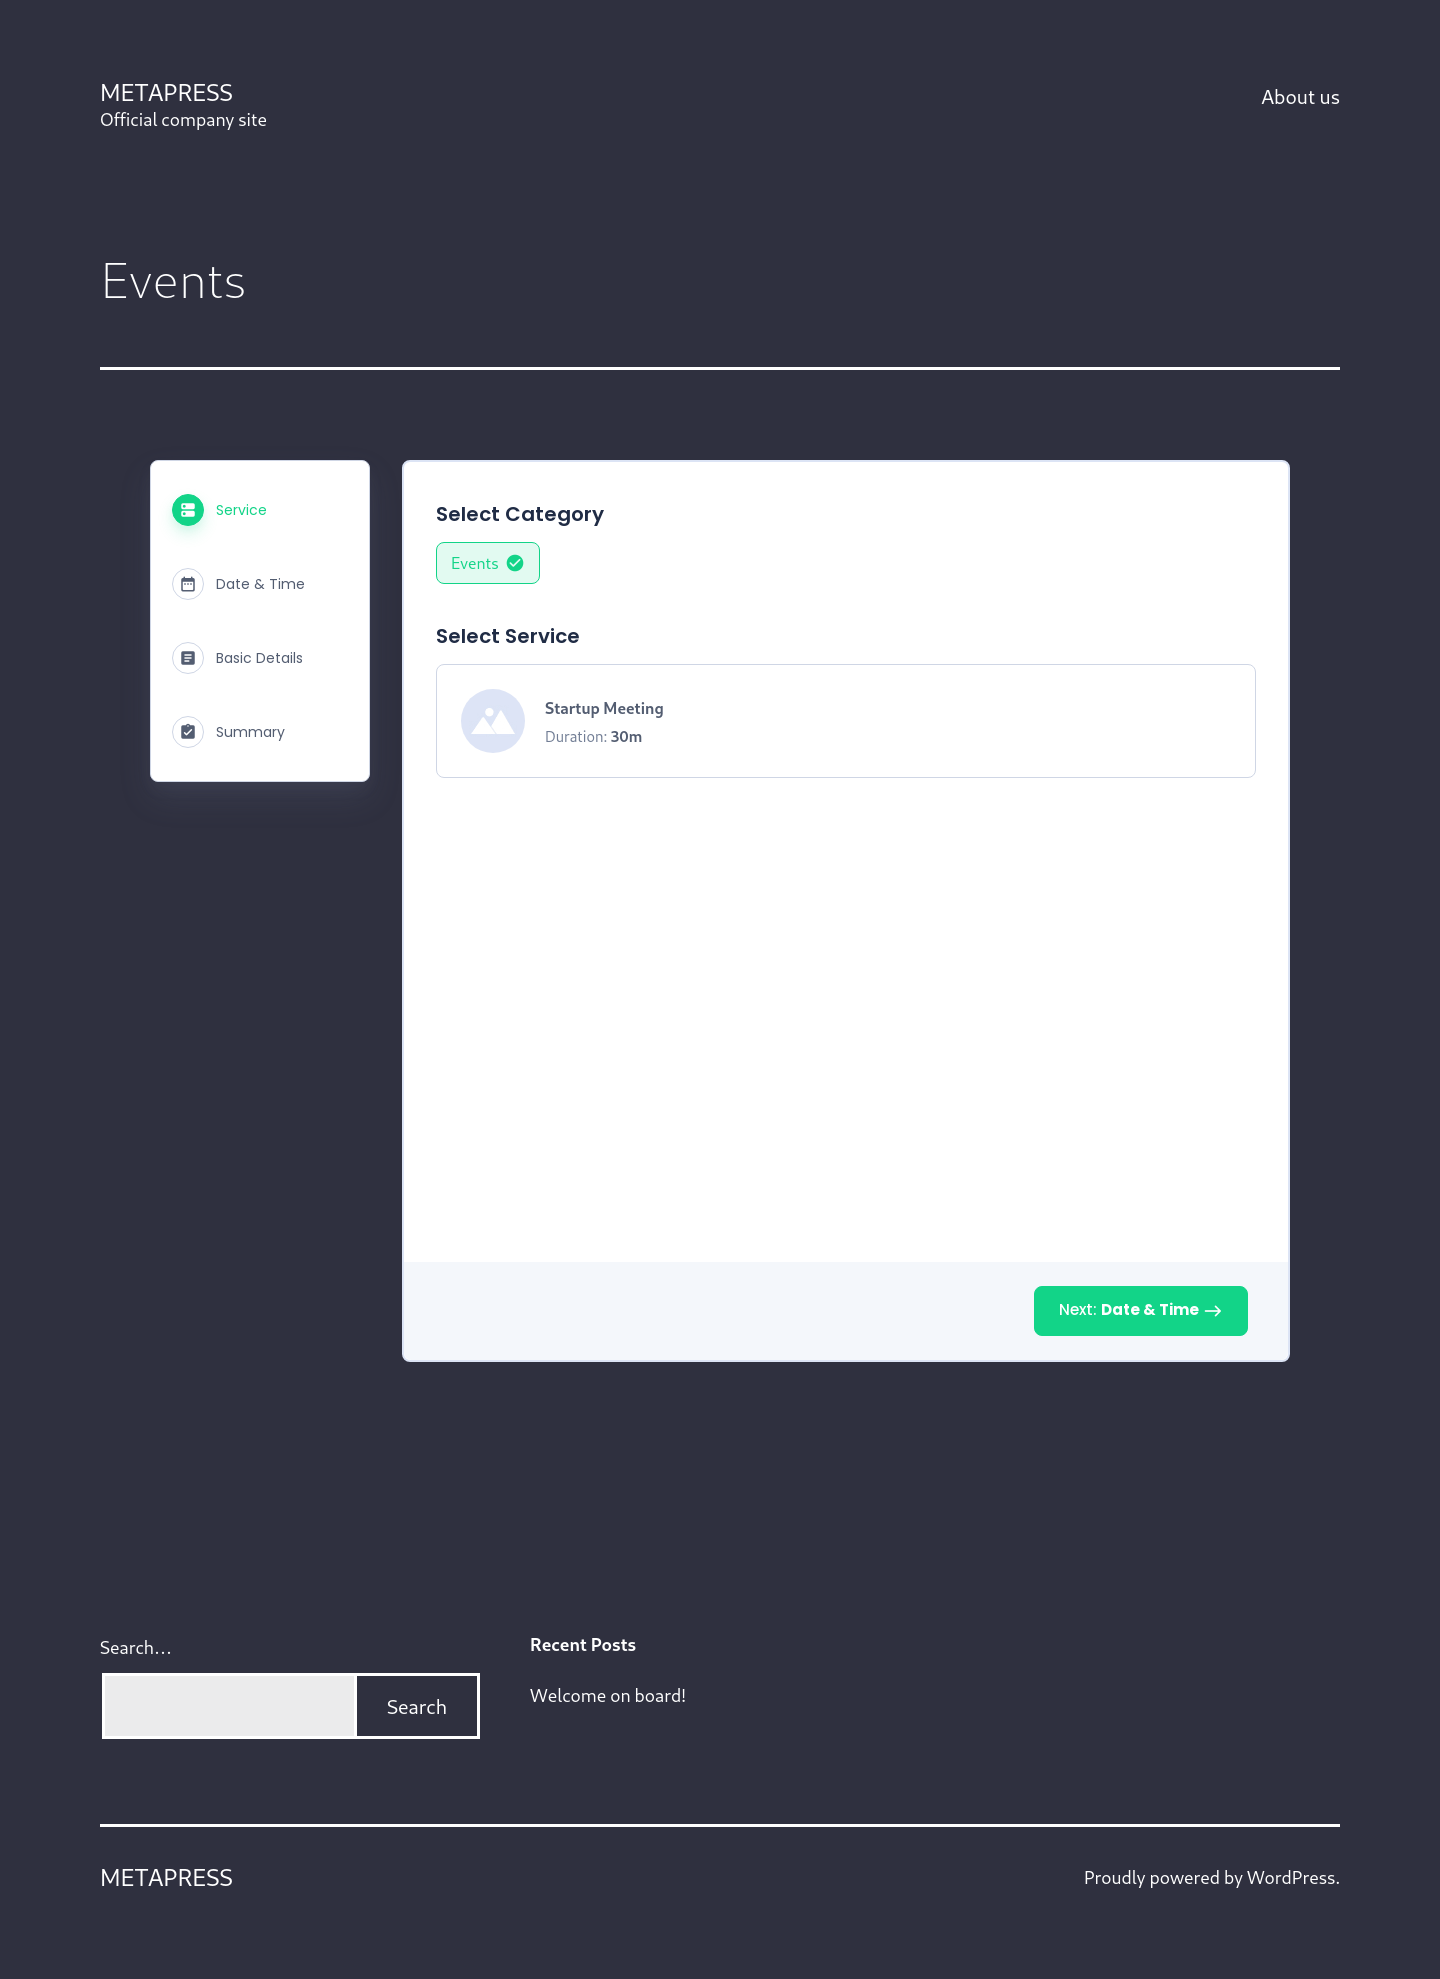 METAPRESS
Official company site
About us
Events
Service
Date & Time
Basic Details
Summary
Select Category
Events
Select Service
Startup Meeting
Duration: 30m
Next: Date & Time
Search…
Search
Recent Posts
Welcome on board!
METAPRESS
Proudly powered by WordPress.